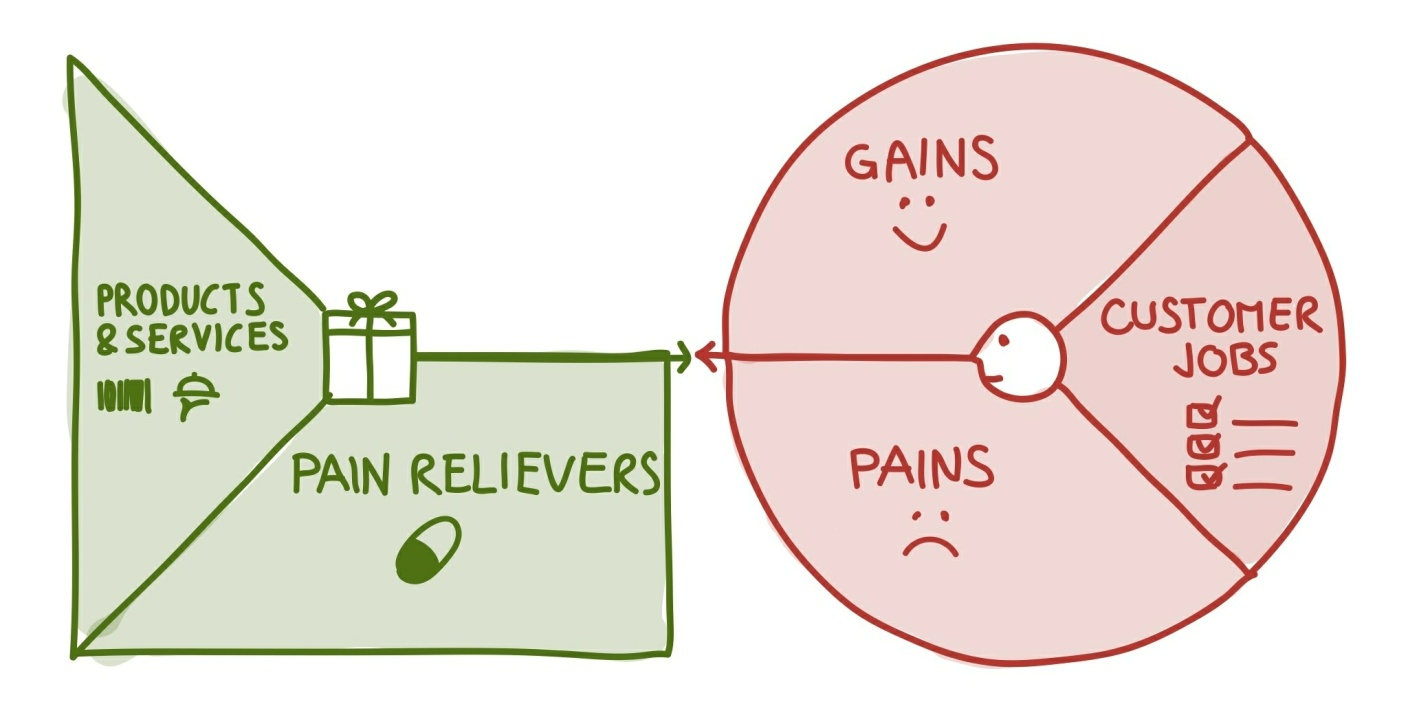 PRODUCTS
& SERVICES
PAIN RELIEVERS
GAINS
PAINS
CUSTOMER
JOBS